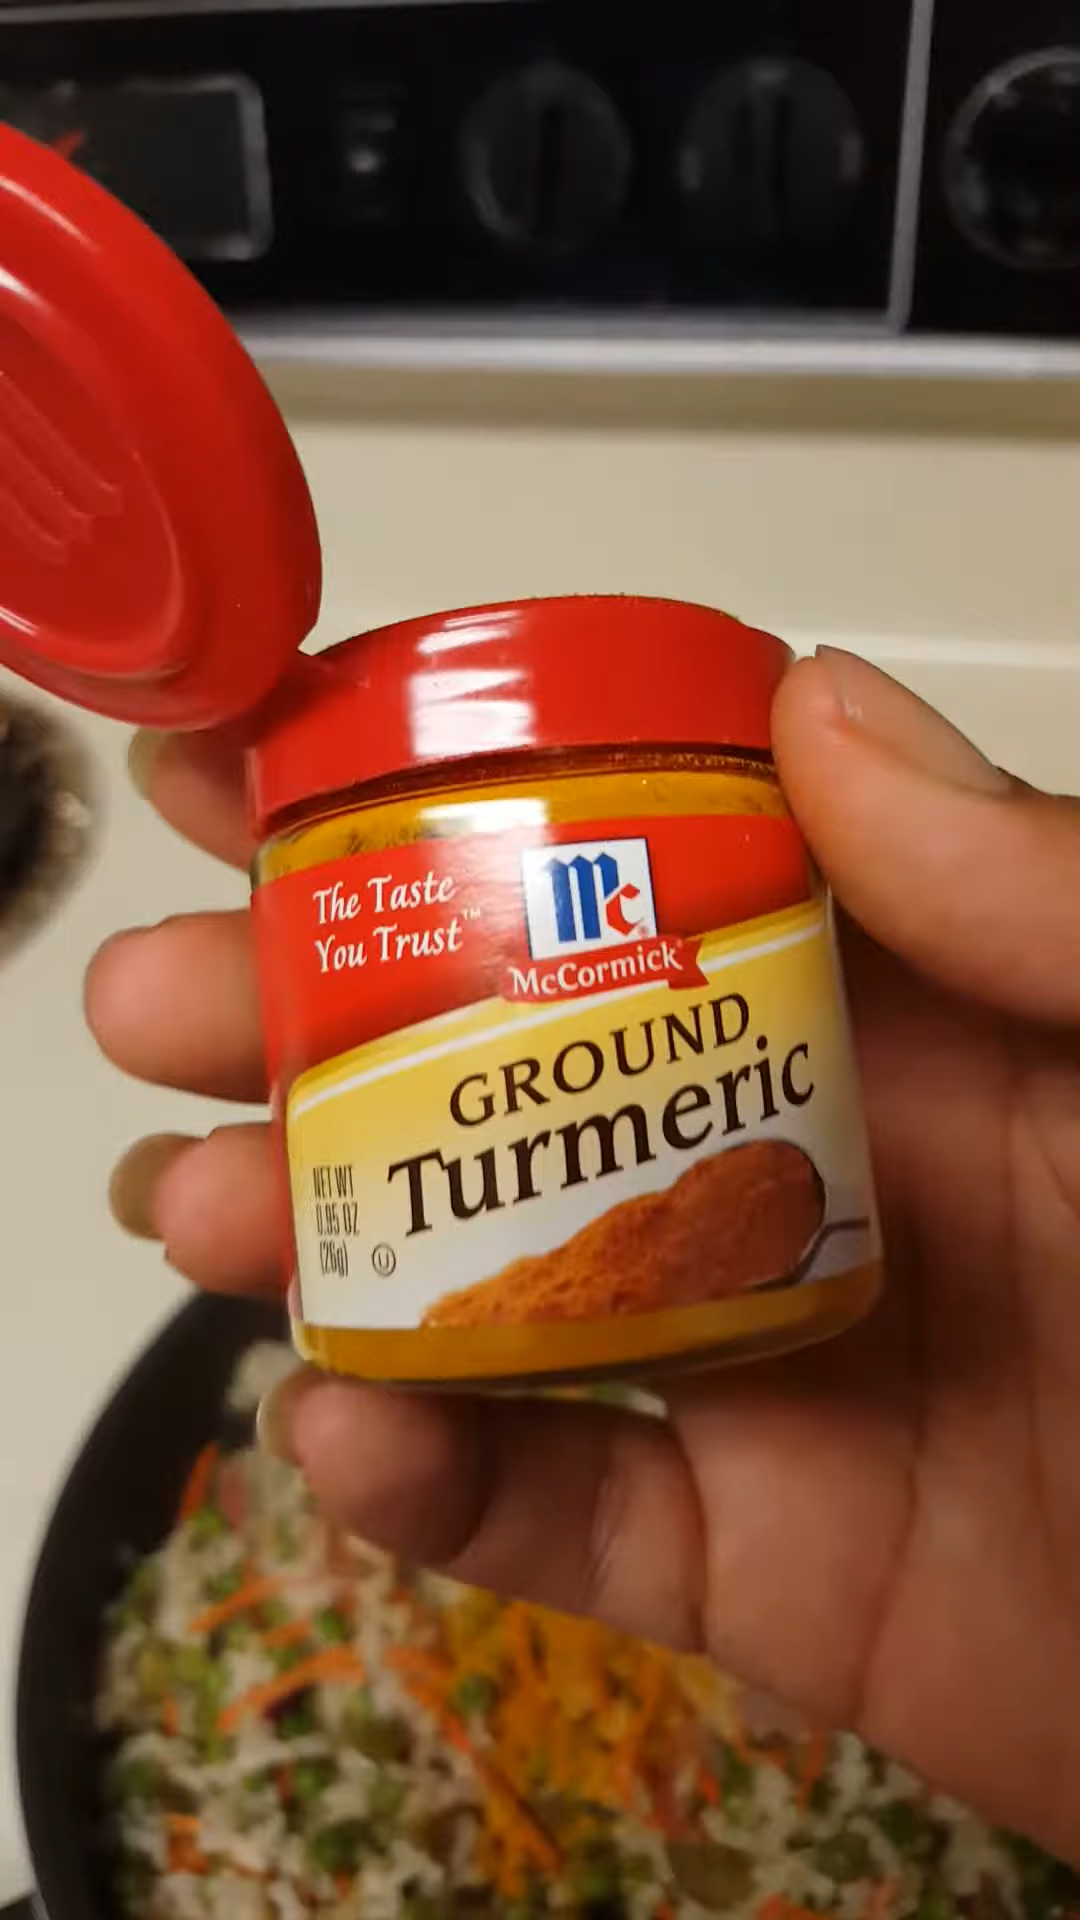 The Taste
You Trust™
Mc®
McCormick®
GROUND
Turmeric
NET WT
0.95 OZ
(26g)
U